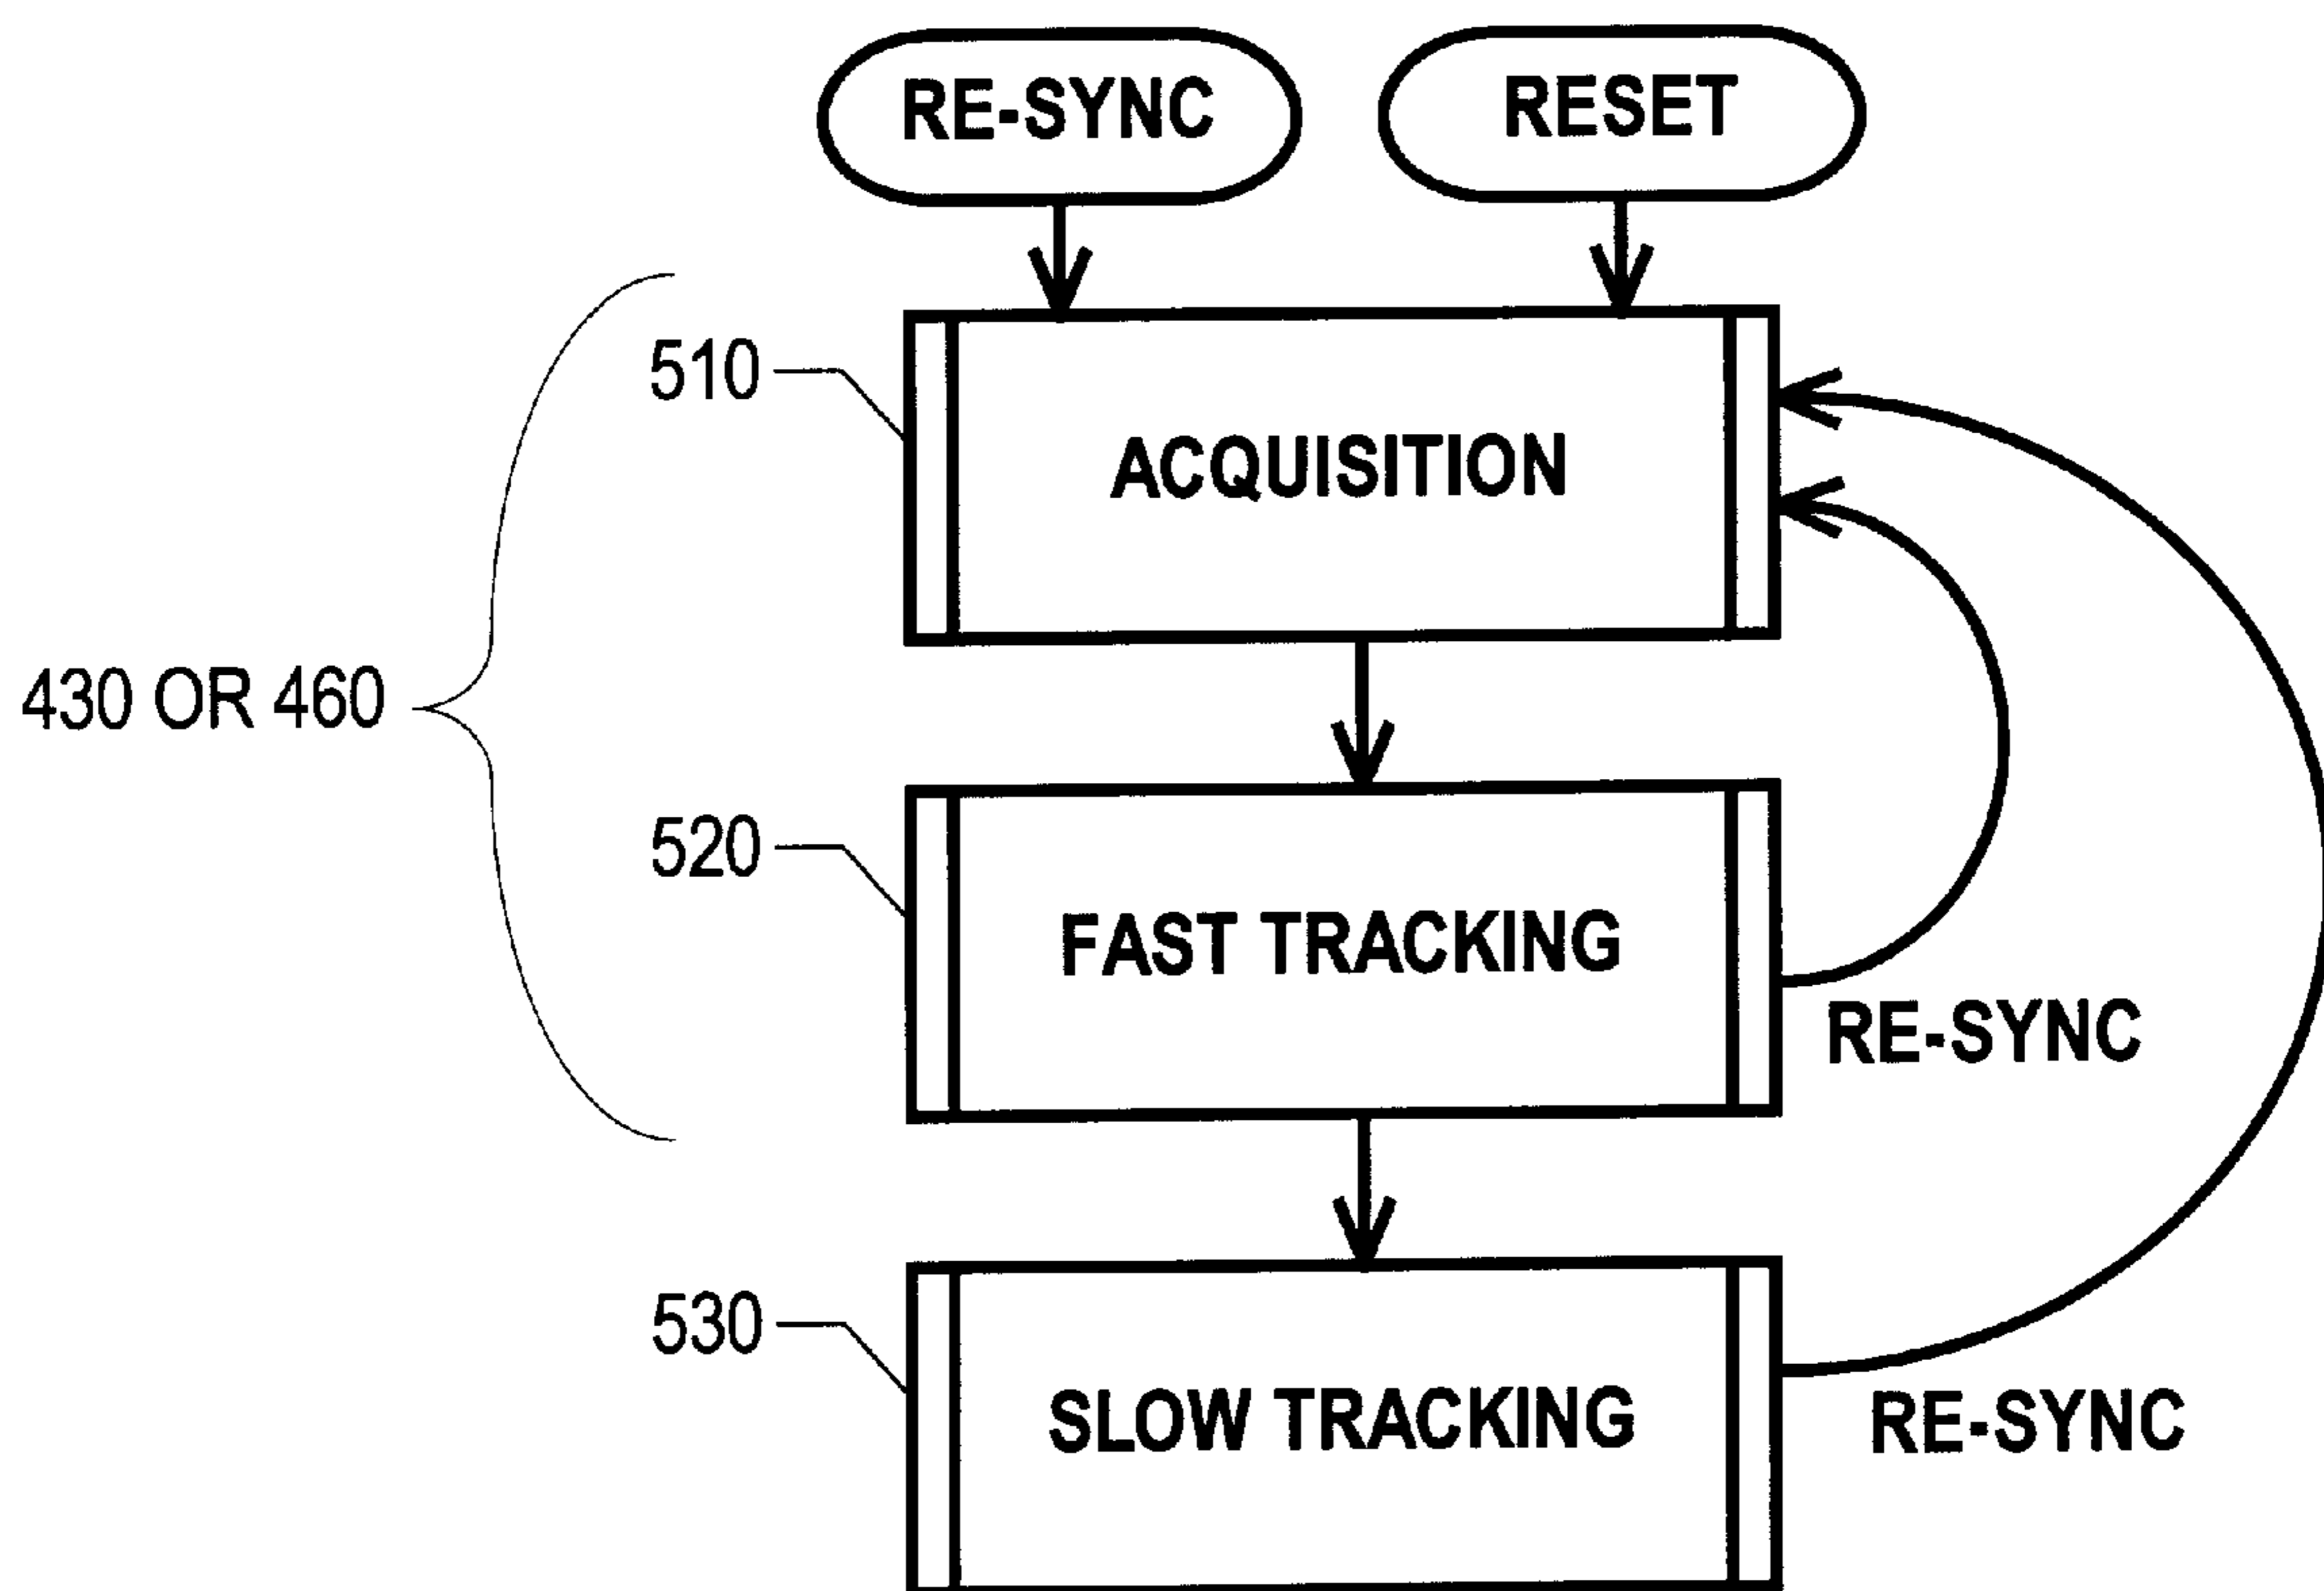 RE-SYNC
RESET
510
ACQUISITION
430 OR 460
520
FAST TRACKING
RE-SYNC
530
SLOW TRACKING
RE-SYNC